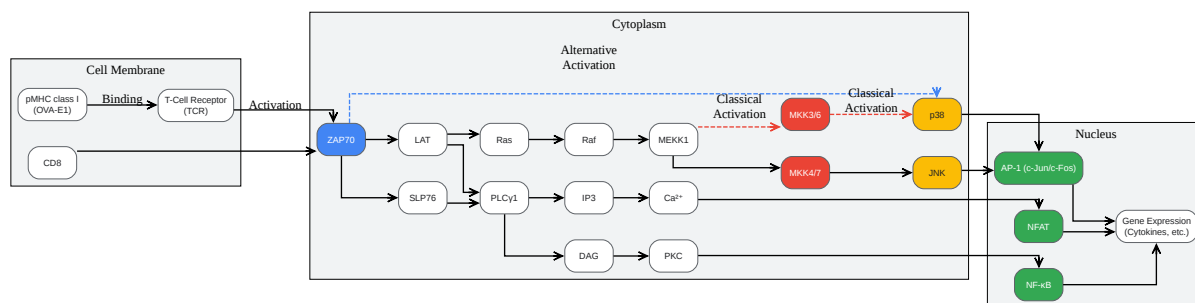 Cytoplasm
Alternative
Activation
Cell Membrane
pMHC class I
(OVA-E1)
Binding
T-Cell Receptor
(TCR)
Activation
CD8
ZAP70
LAT
Ras
Raf
MEKK1
Classical
Activation
MKK3/6
Classical
Activation
p38
MKK4/7
JNK
SLP76
PLCγ1
IP3
Ca²⁺
DAG
PKC
Nucleus
AP-1 (c-Jun/c-Fos)
NFAT
Gene Expression
(Cytokines, etc.)
NF-κB